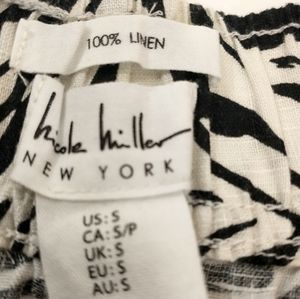 100% LINEN
Nicole Miller
NEW YORK
US: S
CA: S/P
UK: S
EU: S
AU: S